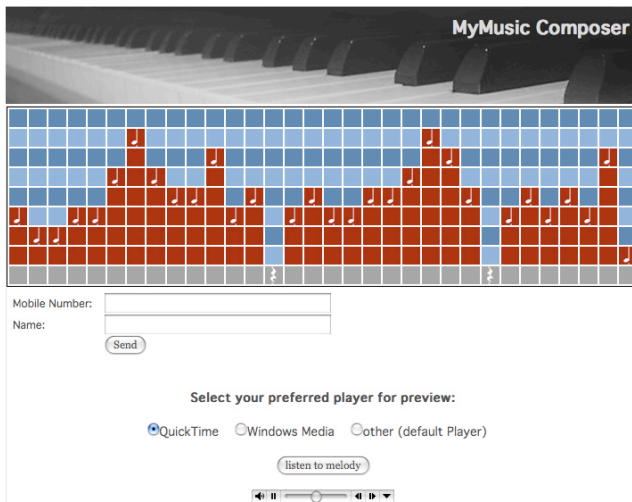 MyMusic Composer
Mobile Number:
Name:
Send
Select your preferred player for preview:
QuickTime Windows Media other (default Player)
listen to melody